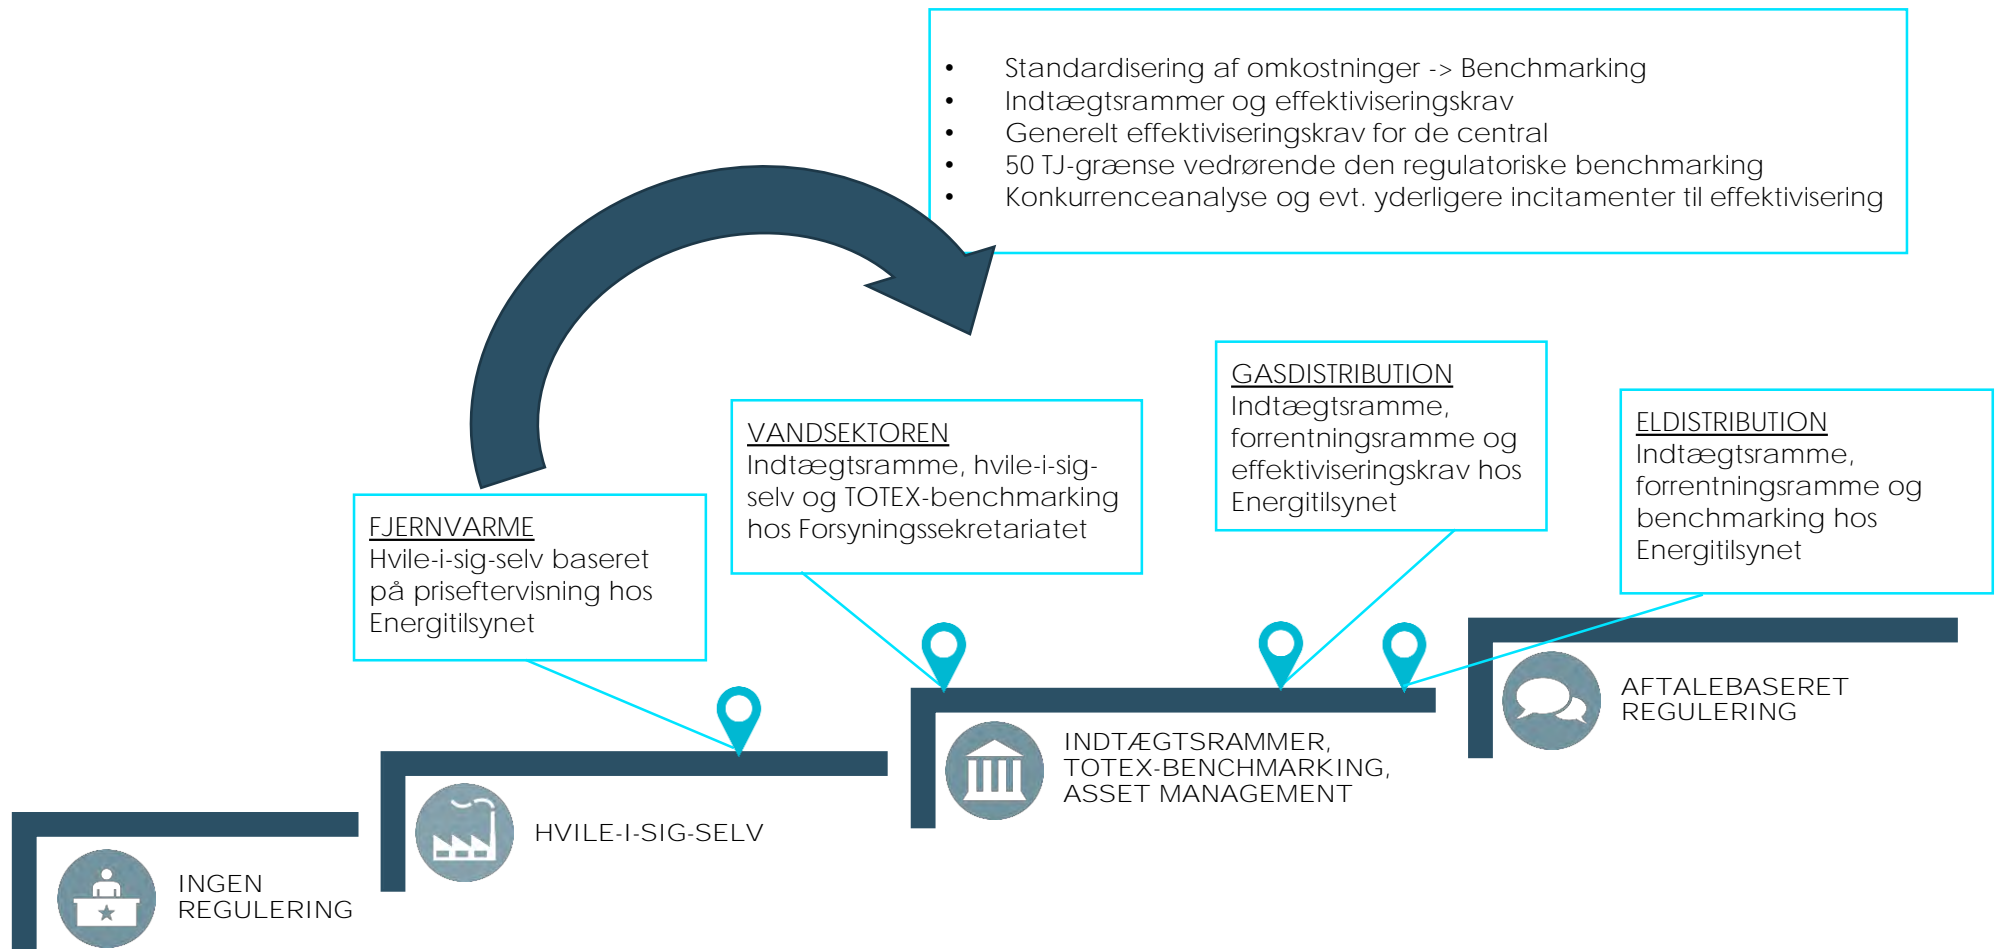 • Standardisering af omkostninger -> Benchmarking
• Indtægtsrammer og effektiviseringskrav
• Generelt effektiviseringskrav for de central
• 50 TJ-grænse vedrørende den regulatoriske benchmarking
• Konkurrenceanalyse og evt. yderligere incitamenter til effektivisering
FJERNVARME
Hvile-i-sig-selv baseret
på priseftervisning hos
Energitilsynet
VANDSEKTOREN
Indtægtsramme, hvile-i-sig-
selv og TOTEX-benchmarking
hos Forsyningssekretariatet
GASDISTRIBUTION
Indtægtsramme,
forrentningsramme og
effektiviseringskrav hos
Energitilsynet
ELDISTRIBUTION
Indtægtsramme,
forrentningsramme og
benchmarking hos
Energitilsynet
INGEN
REGULERING
HVILE-I-SIG-SELV
INDTÆGTSRAMMER,
TOTEX-BENCHMARKING,
ASSET MANAGEMENT
AFTALEBASERET
REGULERING